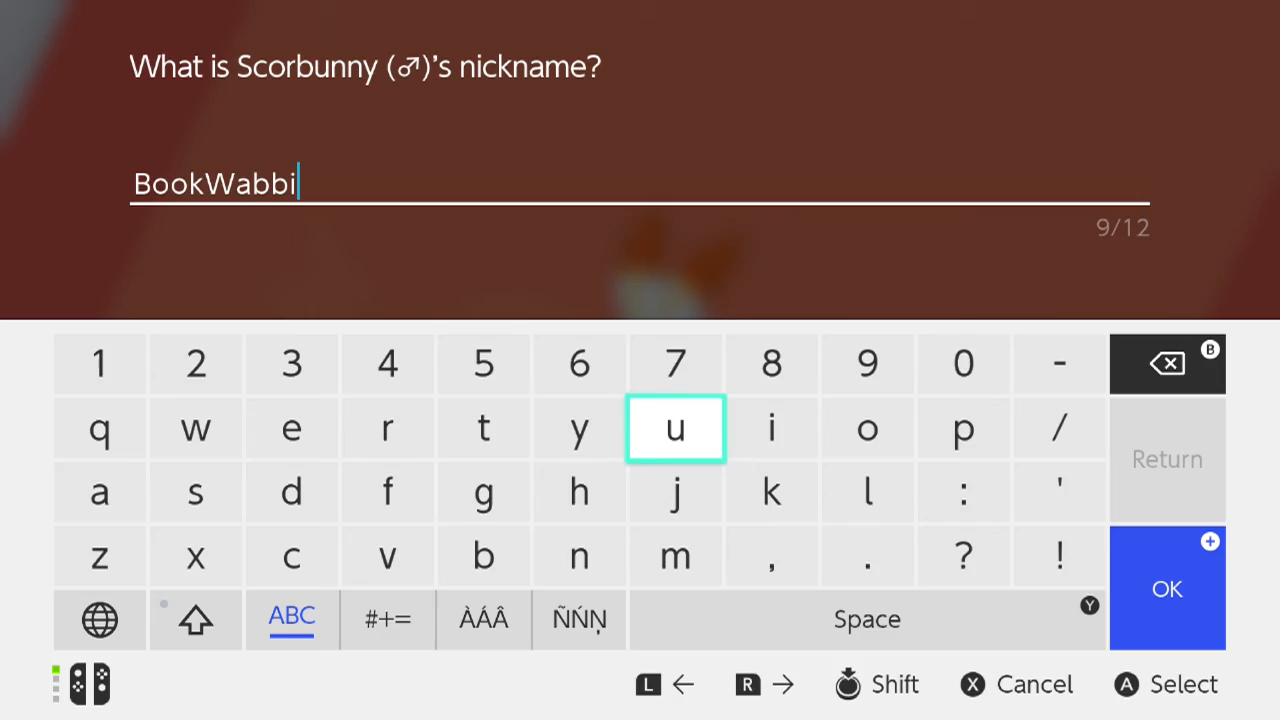 What is Scorbunny (♂)'s nickname?
BookWabbi
9/12
1 2 3 4 5 6 7 8 9 0 - B
q w e r t y u i o p /
Return
a s d f g h j k l : '
z x c v b n m , . ? ! +
OK
ABC #+= ÀÁÂ ÑŃŅ Space Y
L ← R → Shift X Cancel A Select